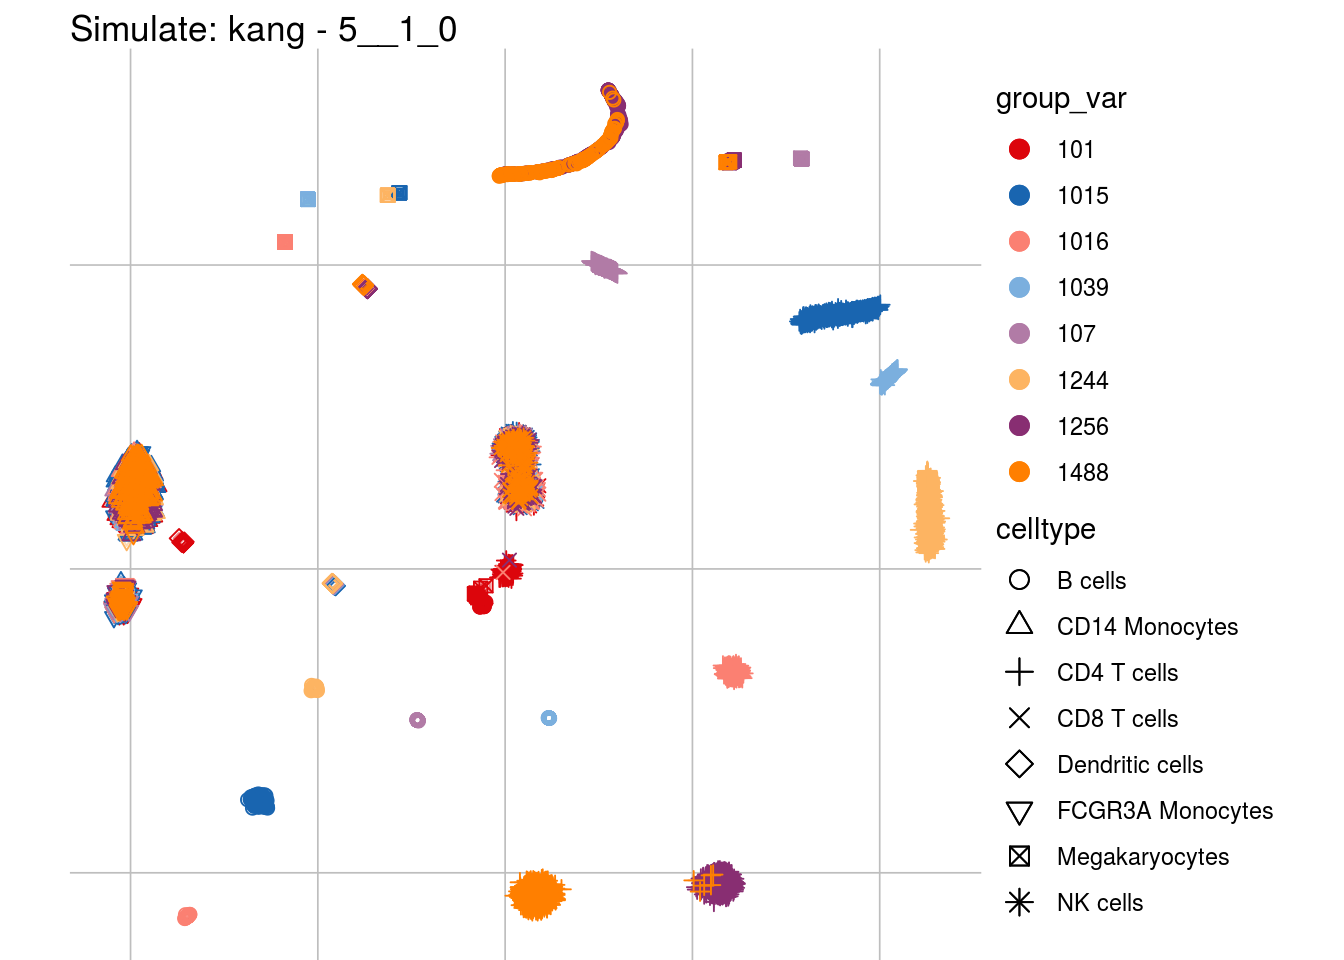 Simulate: kang - 5__1_0
group_var
101
1015
1016
1039
107
1244
1256
1488
celltype
B cells
CD14 Monocytes
CD4 T cells
CD8 T cells
Dendritic cells
FCGR3A Monocytes
Megakaryocytes
NK cells